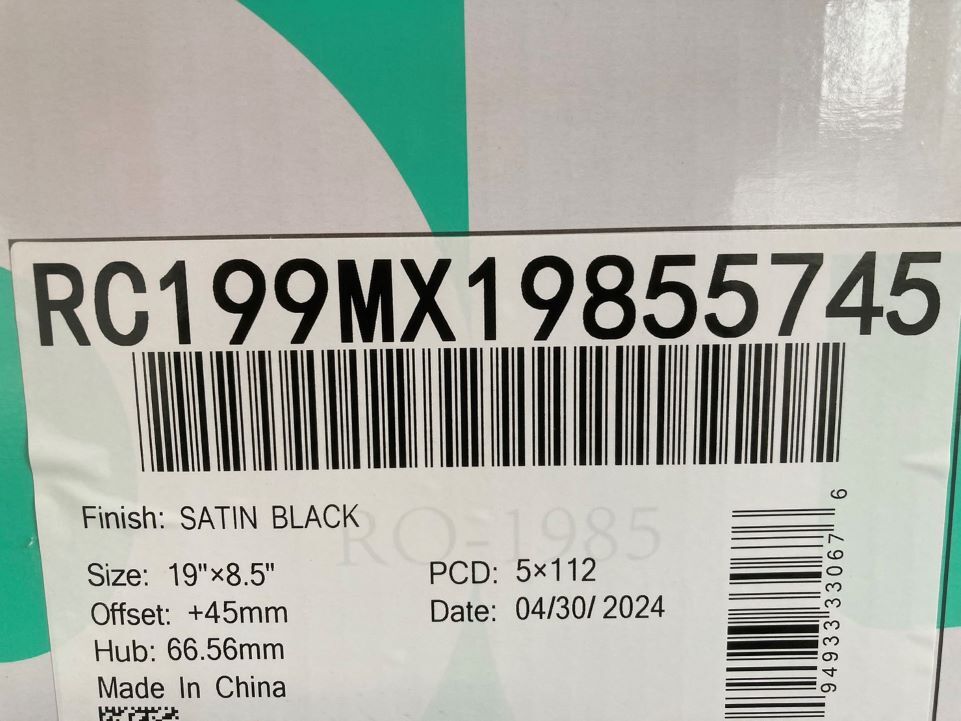 RC199MX19855745
Finish: SATIN BLACK
RO-1985
Size: 19"×8.5"
PCD: 5×112
Offset: +45mm
Date: 04/30/ 2024
Hub: 66.56mm
Made In China
94933"33067" 6